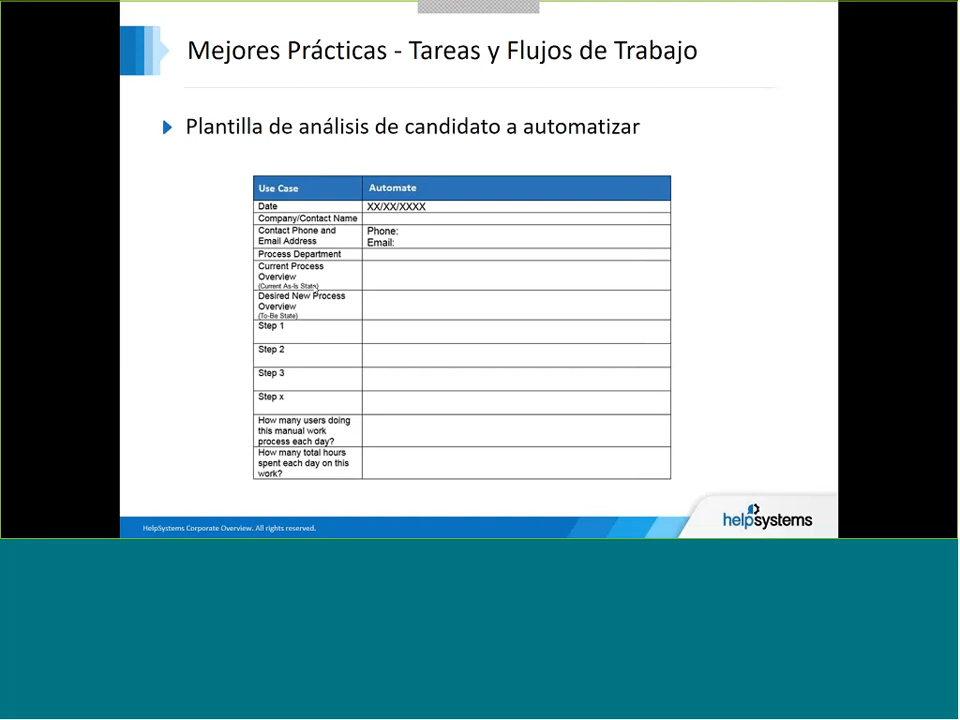 Mejores Prácticas - Tareas y Flujos de Trabajo
Plantilla de análisis de candidato a automatizar
Use Case Automate
Date XX/XX/XXXX
Company/Contact Name
Contact Phone and
Email Address
Phone:
Email:
Process Department
Current Process
Overview
(Current As-Is State)
Desired New Process
Overview
(To-Be State)
Step 1
Step 2
Step 3
Step x
How many users doing
this manual work
process each day?
How many total hours
spent each day on this
work?
HelpSystems Corporate Overview. All rights reserved.
helpsystems